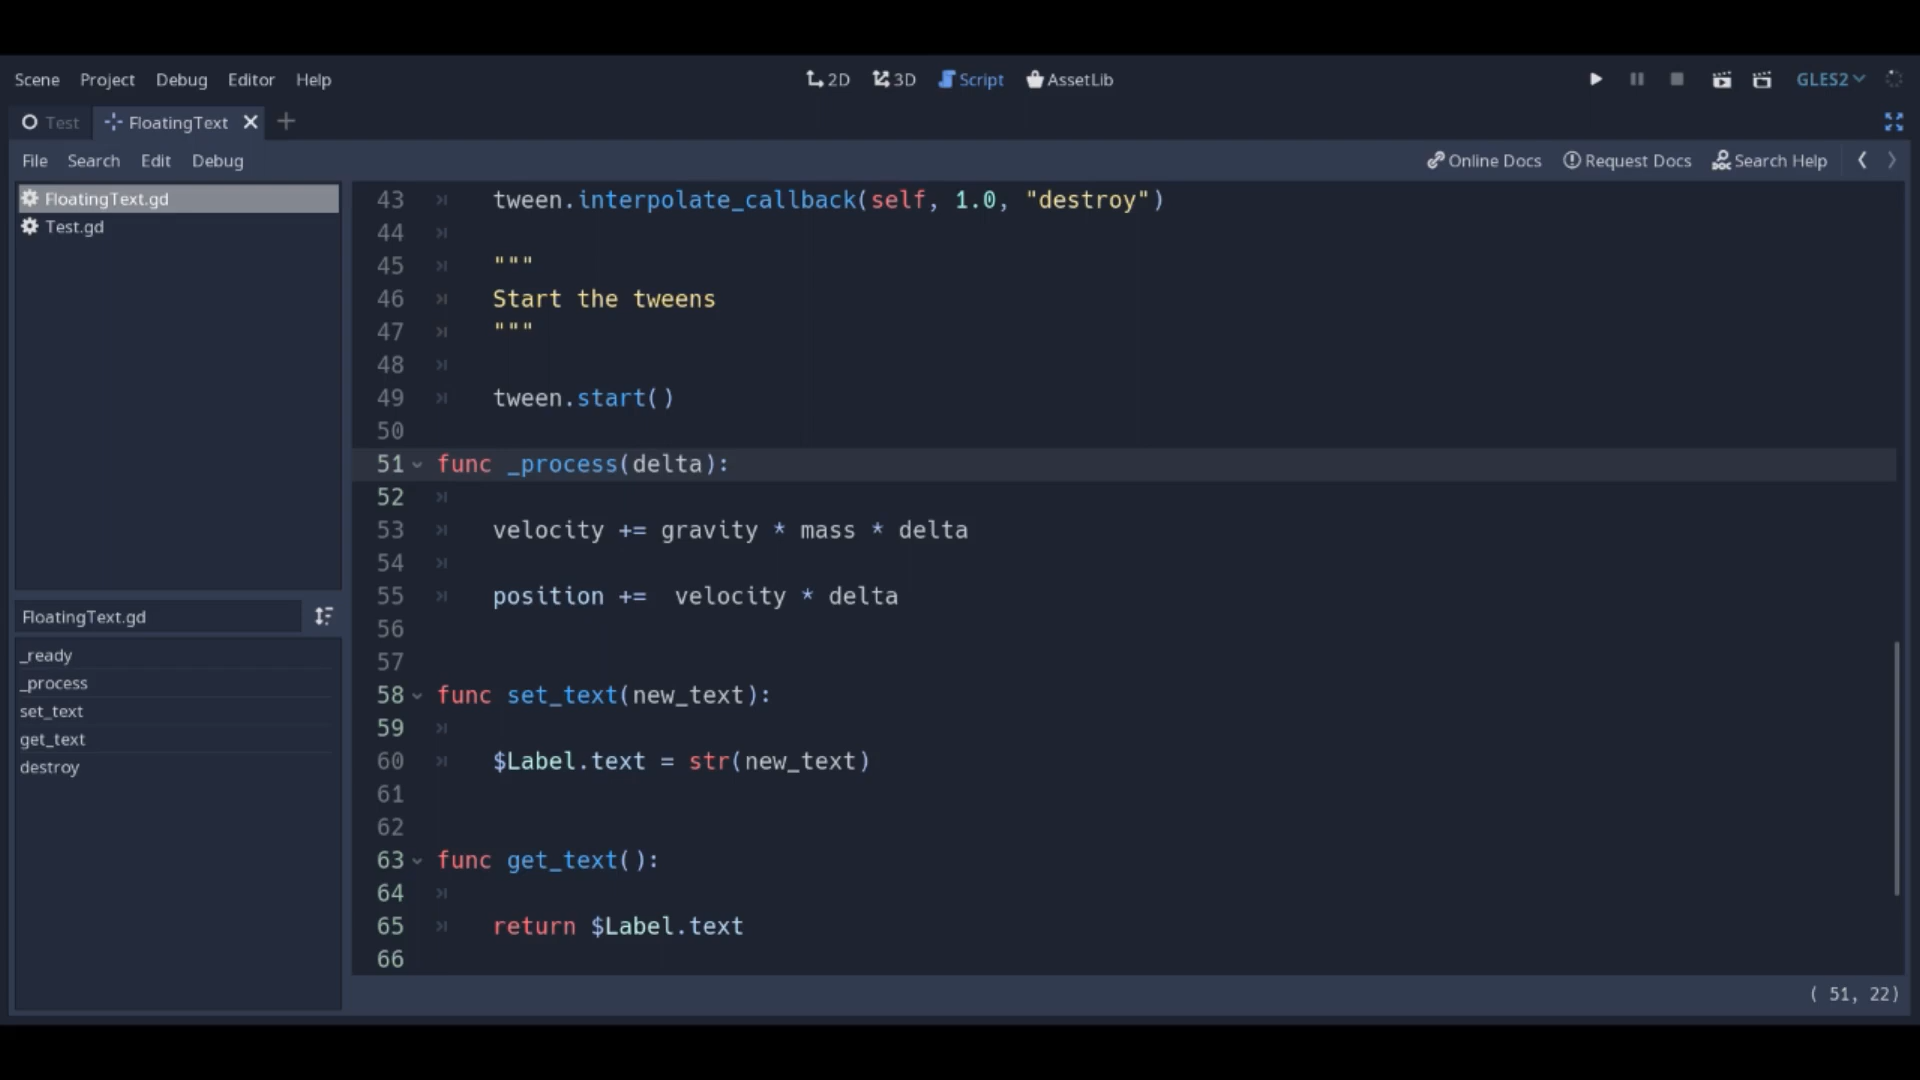 Scene Project Debug Editor Help 2D 3D Script AssetLib GLES2
Test FloatingText
File Search Edit Debug Online Docs Request Docs Search Help
FloatingText.gd
Test.gd
FloatingText.gd
_ready
_process
set_text
get_text
destroy
43 tween.interpolate_callback(self, 1.0, "destroy")
44
45 """
46 Start the tweens
47 """
48
49 tween.start()
50
51 func _process(delta):
52
53 velocity += gravity * mass * delta
54
55 position +=  velocity * delta
56
57
58 func set_text(new_text):
59
60 $Label.text = str(new_text)
61
62
63 func get_text():
64
65 return $Label.text
66
( 51, 22)